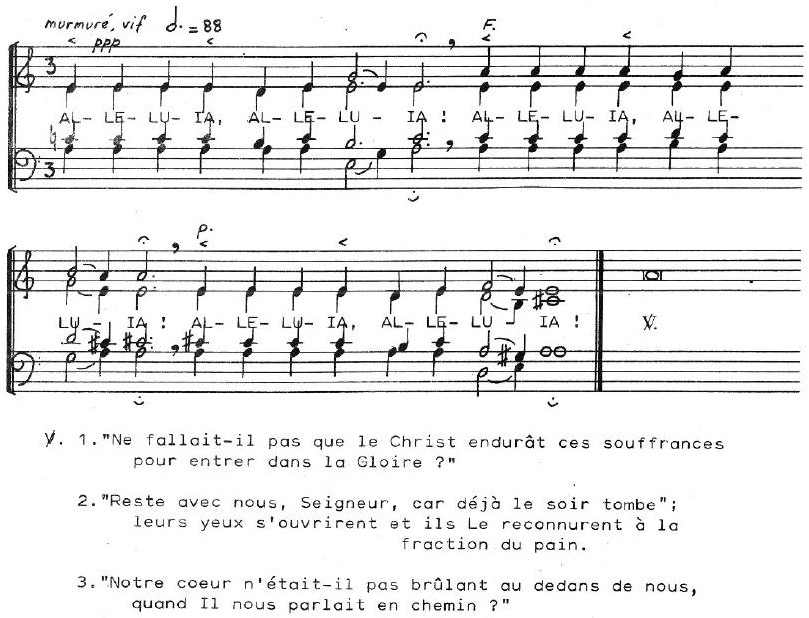 murmuré, vif 𝅗𝅥. = 88
ppp F.
3
AL- LE- LU- IA, AL- LE- LU - IA ! AL- LE- LU- IA, AL- LE-
3
p.
LU - IA ! AL- LE- LU- IA, AL- LE- LU - IA ! ℣.
℣. 1."Ne fallait-il pas que le Christ endurât ces souffrances
pour entrer dans la Gloire ?"
2."Reste avec nous, Seigneur, car déjà le soir tombe";
leurs yeux s'ouvrirent et ils Le reconnurent à la
fraction du pain.
3."Notre coeur n'était-il pas brûlant au dedans de nous,
quand Il nous parlait en chemin ?"